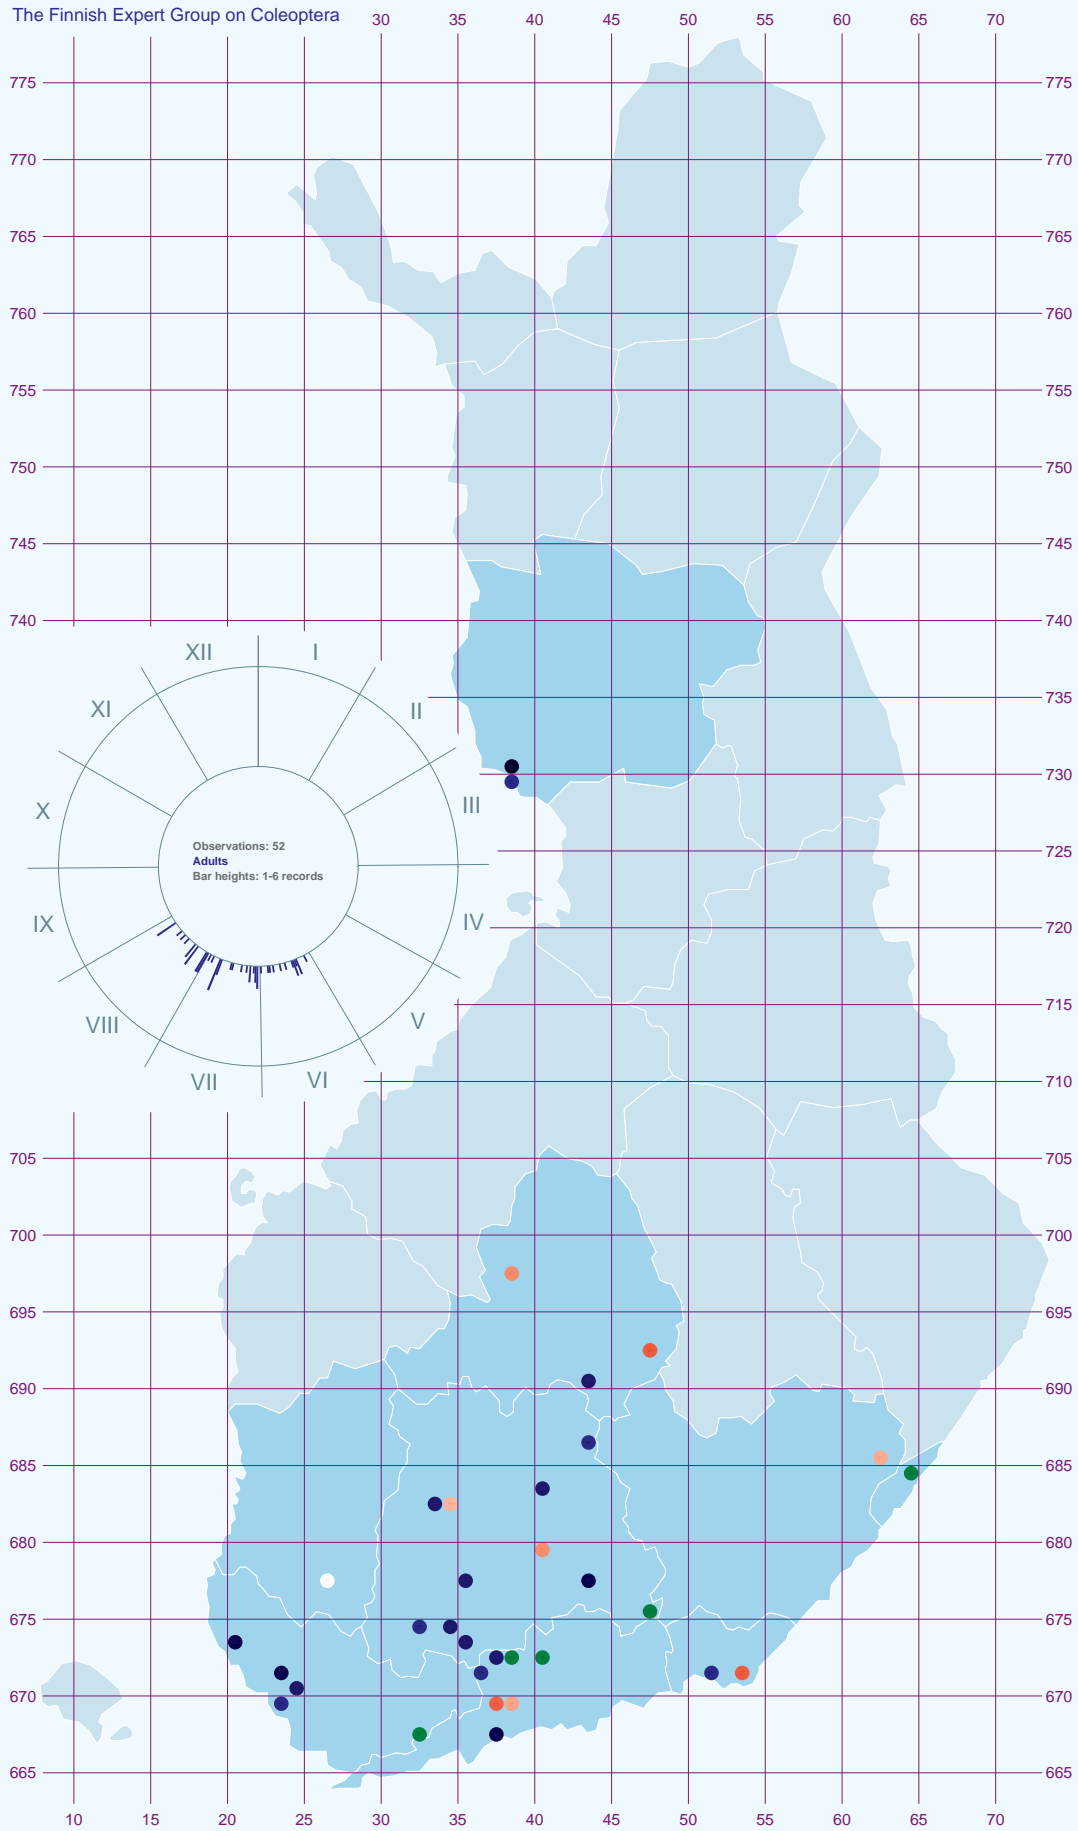 The Finnish Expert Group on Coleoptera
30 35 40 45 50 55 60 65 70
775 775
770 770
765 765
760 760
755 755
750 750
745 745
740 740
XII I
XI II
735
730
X III
Observations: 52
Adults
Bar heights: 1-6 records
725
IX IV
720
VIII V
715
VII VI
710
705 705
700 700
695 695
690 690
685 685
680 680
675 675
670 670
665 665
10 15 20 25 30 35 40 45 50 55 60 65 70